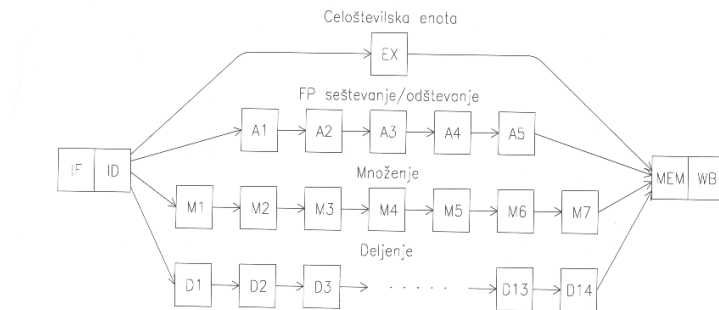 Celoštevilska enota
EX
FP seštevanje/odštevanje
A1 A2 A3 A4 A5
IF ID MEM WB
Množenje
M1 M2 M3 M4 M5 M6 M7
Deljenje
D1 D2 D3 . . . . . D13 D14